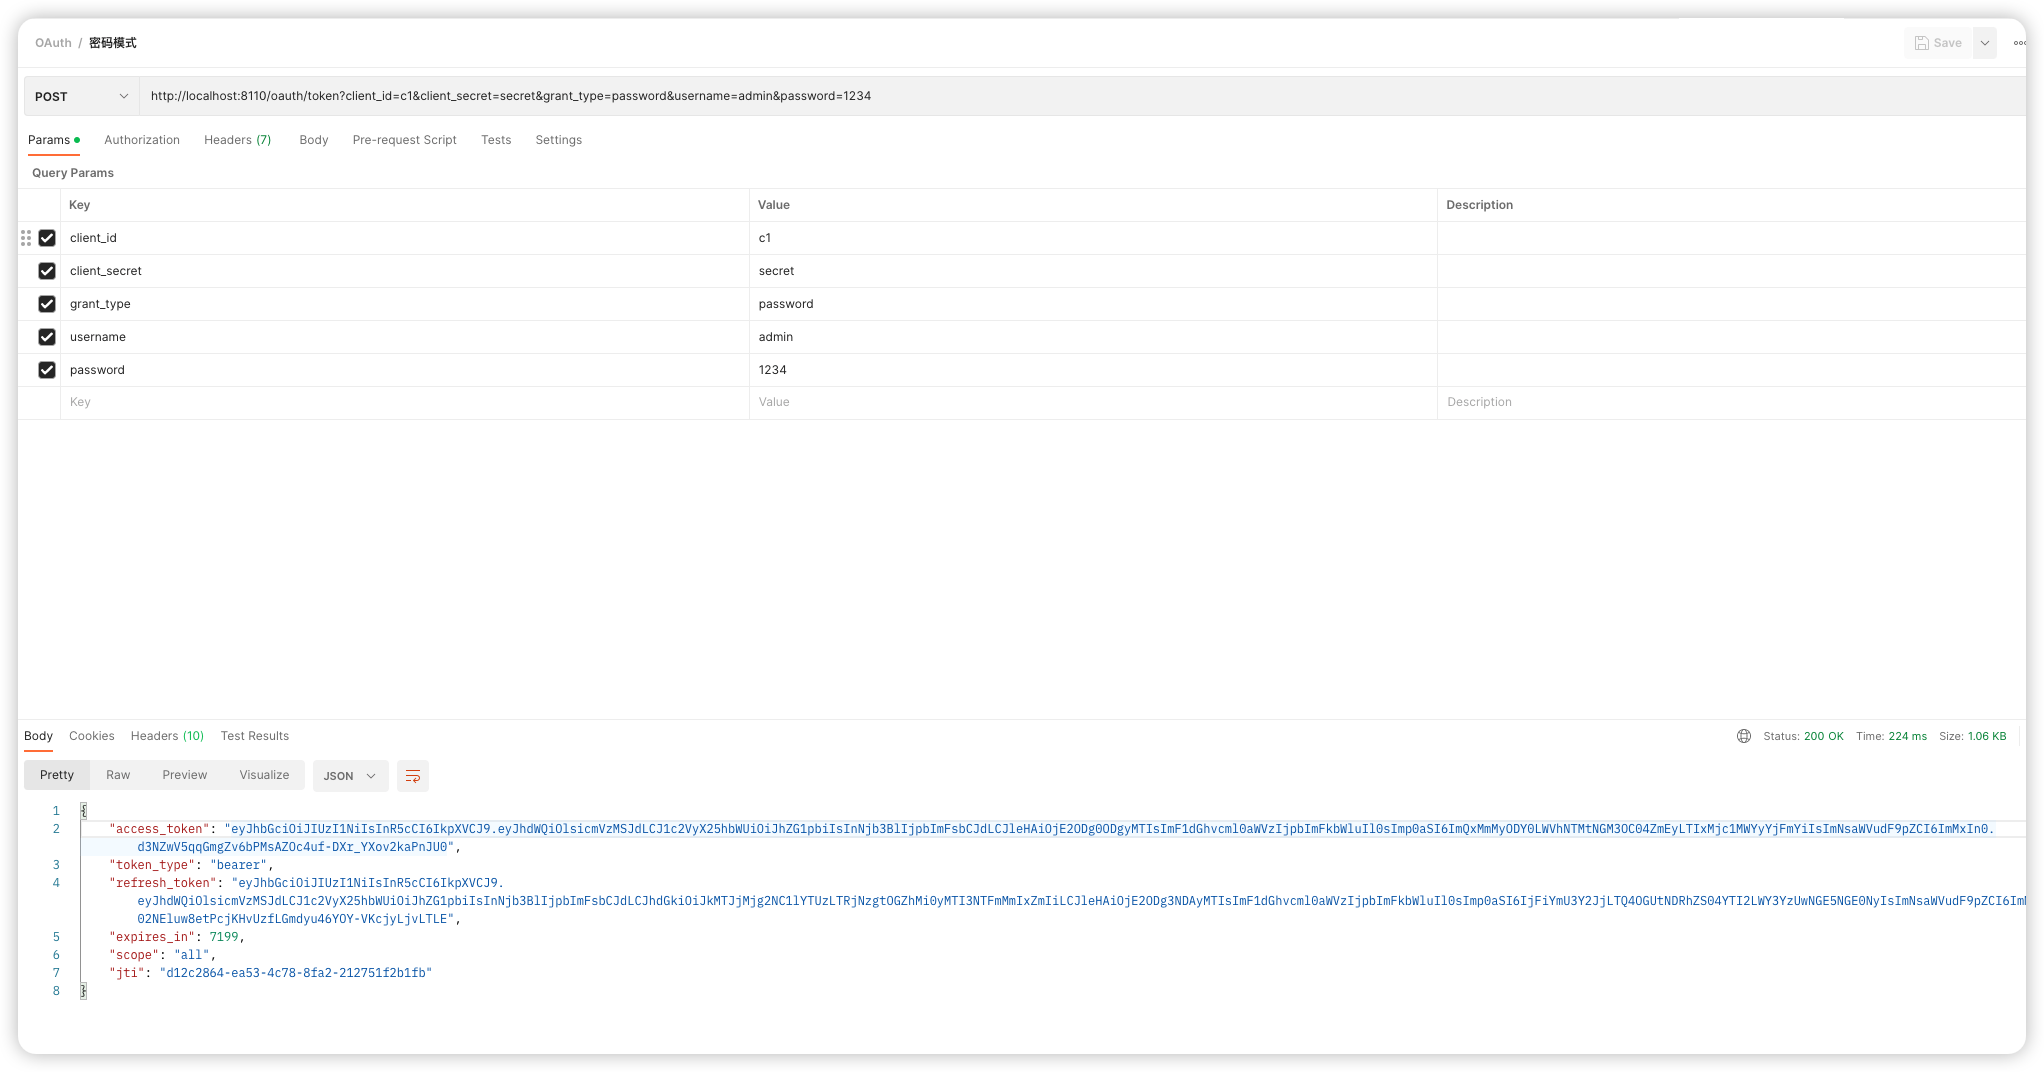 OAuth / 密码模式
Save
POST
http://localhost:8110/oauth/token?client_id=c1&client_secret=secret&grant_type=password&username=admin&password=1234
Params Authorization Headers (7) Body Pre-request Script Tests Settings
Query Params
Key Value Description
client_id c1
client_secret secret
grant_type password
username admin
password 1234
Key Value Description
Body Cookies Headers (10) Test Results Status: 200 OK Time: 224 ms Size: 1.06 KB
Pretty Raw Preview Visualize JSON
1 {
2 "access_token": "eyJhbGciOiJIUzI1NiIsInR5cCI6IkpXVCJ9.eyJhdWQiOlsicmVzMSJdLCJ1c2VyX25hbWUiOiJhZG1pbiIsInNjb3BlIjpbImFsbCJdLCJleHAiOjE2ODg0ODgyMTIsImF1dGhvcml0aWVzIjpbImFkbWluIl0sImp0aSI6ImQxMmMyODY0LWVhNTMtNGM3OC04ZmEyLTIxMjc1MWYyYjFmYiIsImNsaWVudF9pZCI6ImMxIn0.
d3NZwV5qqGmgZv6bPMsAZOc4uf-DXr_YXov2kaPnJU0",
3 "token_type": "bearer",
4 "refresh_token": "eyJhbGciOiJIUzI1NiIsInR5cCI6IkpXVCJ9.
eyJhdWQiOlsicmVzMSJdLCJ1c2VyX25hbWUiOiJhZG1pbiIsInNjb3BlIjpbImFsbCJdLCJhdGkiOiJkMTJjMjg2NC1lYTUzLTRjNzgtOGZhMi0yMTI3NTFmMmIxZmIiLCJleHAiOjE2ODg3NDAyMTIsImF1dGhvcml0aWVzIjpbImFkbWluIl0sImp0aSI6IjFiYmU3Y2JjLTQ4OGUtNDRhZS04YTI2LWY3YzUwNGE5NGE0NyIsImNsaWVudF9pZCI6Im
02NEluw8etPcjKHvUzfLGmdyu46YOY-VKcjyLjvLTLE",
5 "expires_in": 7199,
6 "scope": "all",
7 "jti": "d12c2864-ea53-4c78-8fa2-212751f2b1fb"
8 }